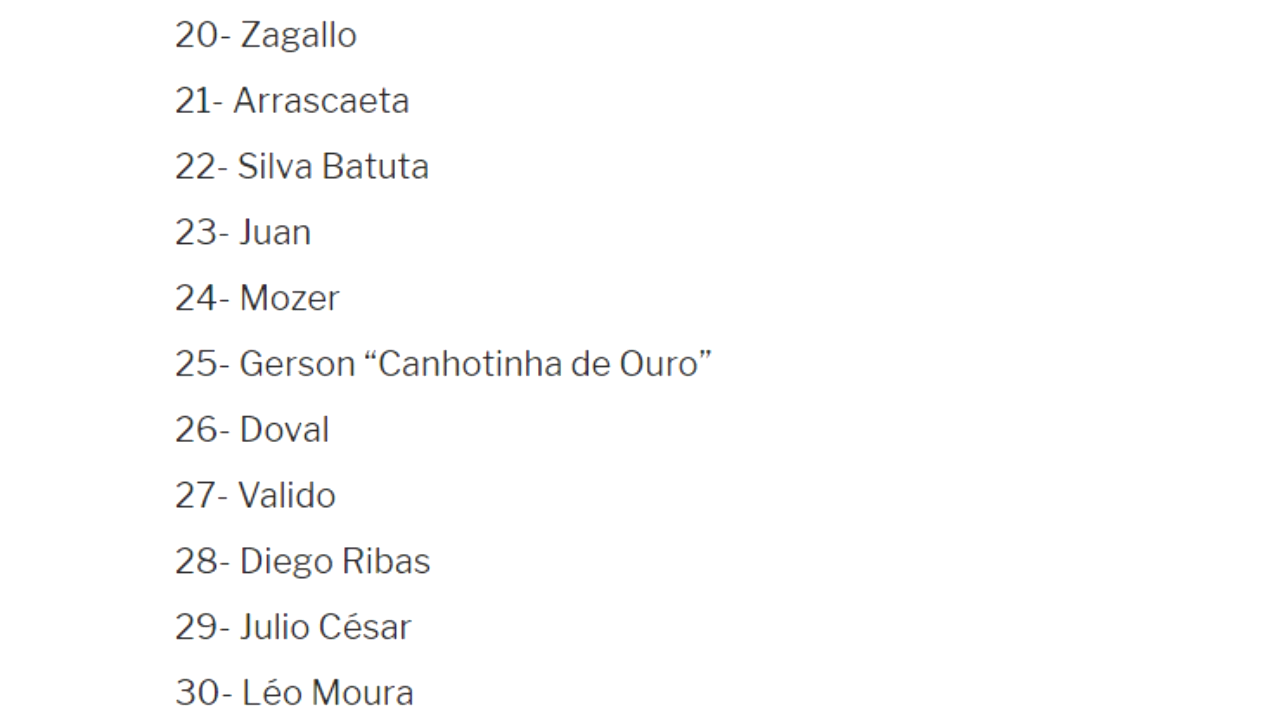 20- Zagallo
21- Arrascaeta
22- Silva Batuta
23- Juan
24- Mozer
25- Gerson “Canhotinha de Ouro”
26- Doval
27- Valido
28- Diego Ribas
29- Julio César
30- Léo Moura